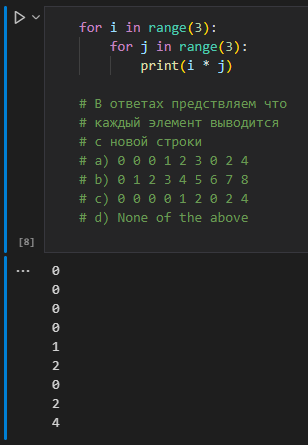 for i in range(3):
    for j in range(3):
        print(i * j)
# В ответах предствляем что
# каждый элемент выводится
# с новой строки
# a) 0 0 0 1 2 3 0 2 4
# b) 0 1 2 3 4 5 6 7 8
# c) 0 0 0 0 1 2 0 2 4
# d) None of the above
[8]
...
0
0
0
0
1
2
0
2
4